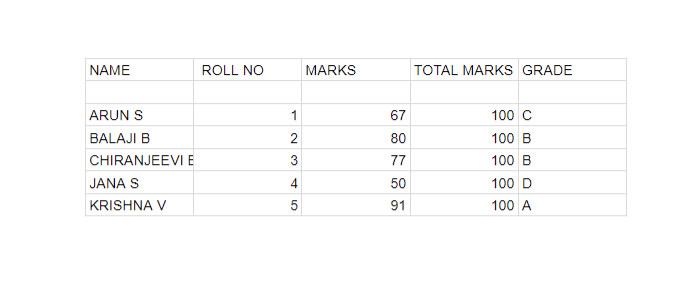 NAME ROLL NO MARKS TOTAL MARKS GRADE
ARUN S 1 67 100 C
BALAJI B 2 80 100 B
CHIRANJEEVI 3 77 100 B
JANA S 4 50 100 D
KRISHNA V 5 91 100 A